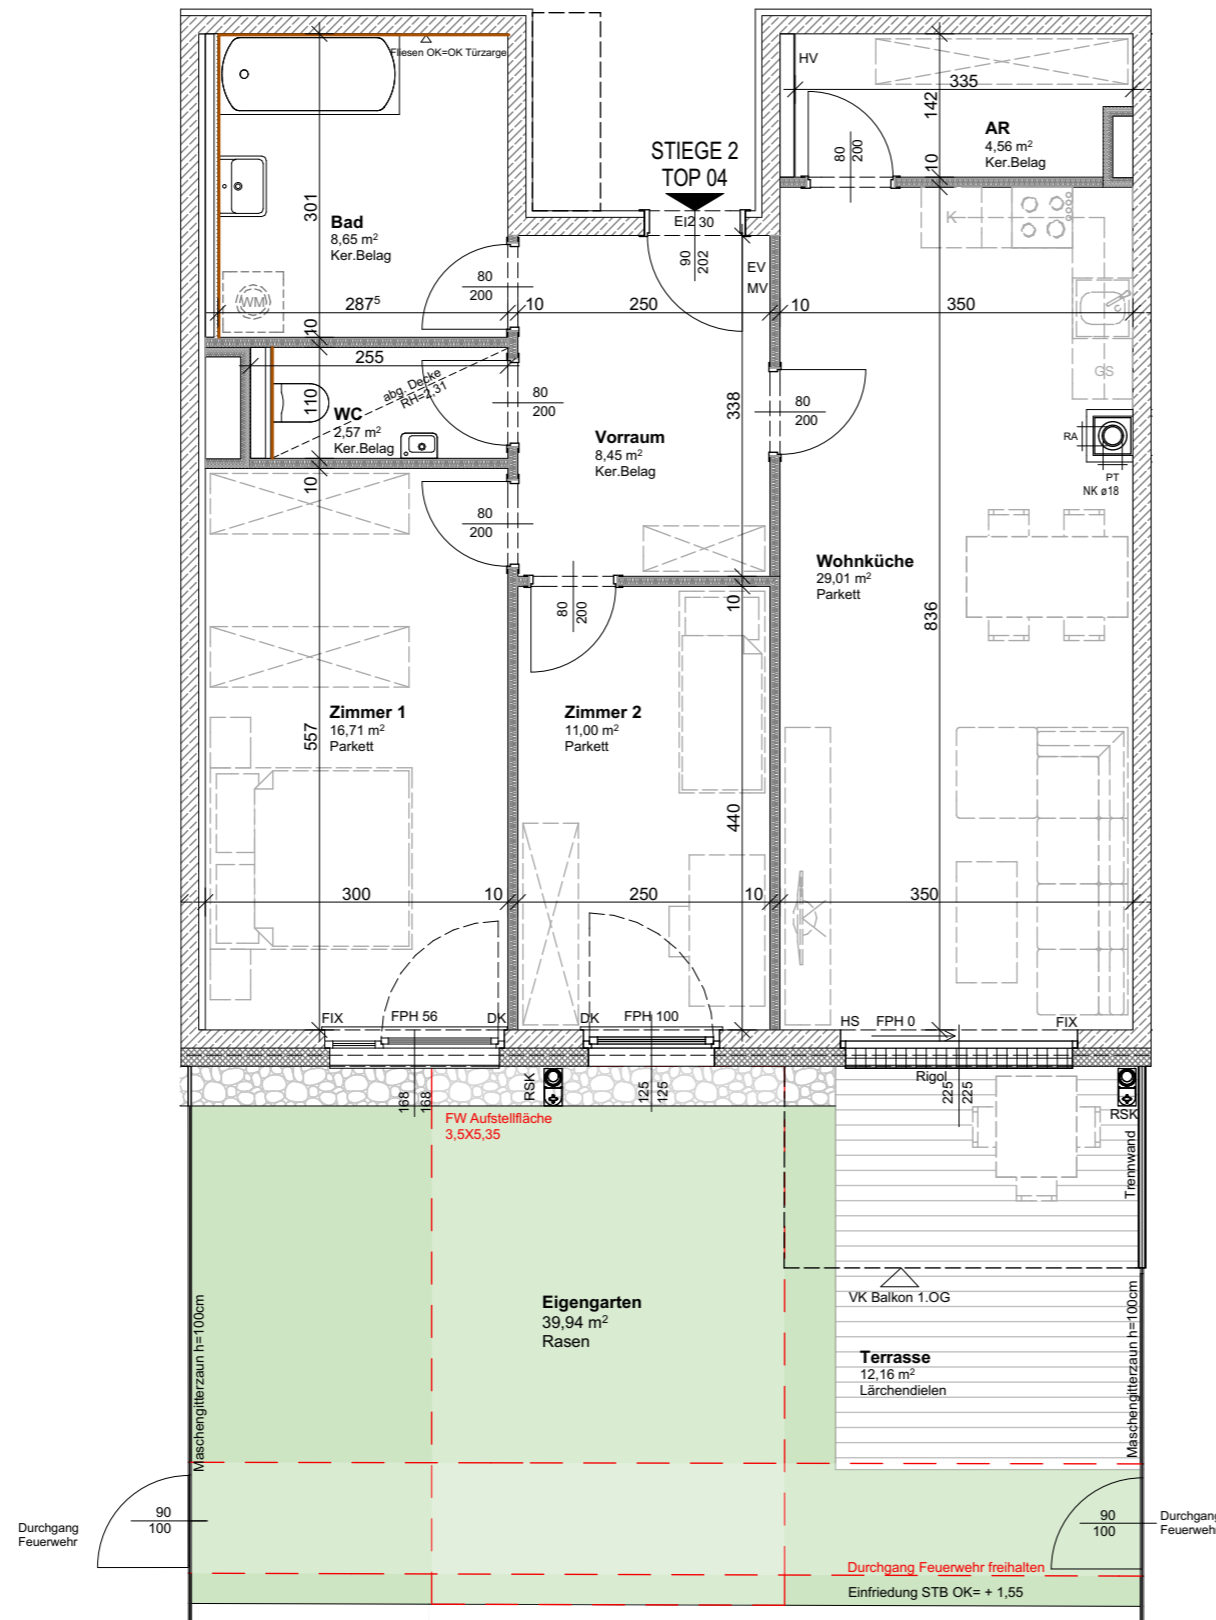 Fliesen OK=OK Türzarge
HV
335
142
AR
4,56 m²
Ker.Belag
80
200
10
STIEGE 2
TOP 04
EI2 30
90
202
EV
MV
K
301
Bad
8,65 m²
Ker.Belag
WM
80
200
287⁵
10
250
10
350
10
255
abg. Decke
RH=2,31
110
WC
2,57 m²
Ker.Belag
80
200
338
80
200
GS
RA
PT
NK ø18
Vorraum
8,45 m²
Ker.Belag
10
80
200
80
200
10
Wohnküche
29,01 m²
Parkett
836
Zimmer 1
16,71 m²
Parkett
557
Zimmer 2
11,00 m²
Parkett
440
300
10
250
10
350
FIX
FPH 56
DK
DK
FPH 100
HS
FPH 0
FIX
168
168
RSK
125
125
Rigol
225
225
RSK
FW Aufstellfläche
3,5X5,35
Trennwand
VK Balkon 1.OG
Eigengarten
39,94 m²
Rasen
Terrasse
12,16 m²
Lärchendielen
Maschengitterzaun h=100cm
Maschengitterzaun h=100cm
Durchgang
Feuerwehr
90
100
90
100
Durchgang
Feuerwehr
Durchgang Feuerwehr freihalten
Einfriedung STB OK= + 1,55